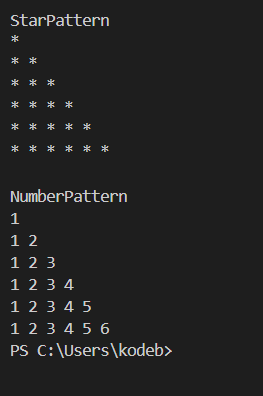 StarPattern
*
* *
* * *
* * * *
* * * * *
* * * * * *
NumberPattern
1
1 2
1 2 3
1 2 3 4
1 2 3 4 5
1 2 3 4 5 6
PS C:\Users\kodeb>